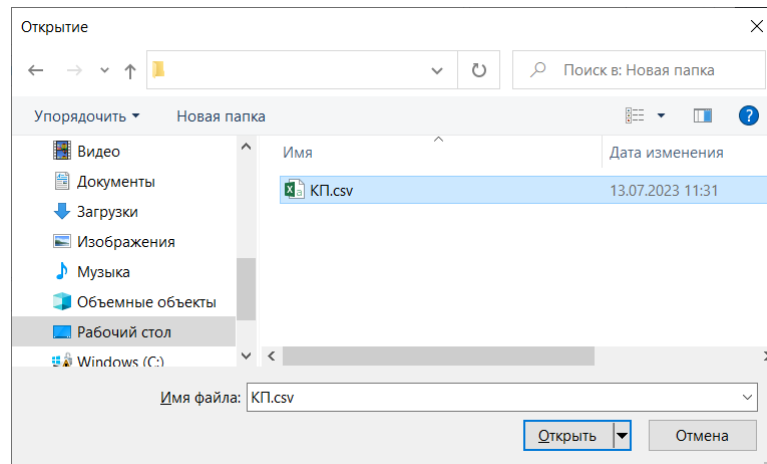 Открытие
Поиск в: Новая папка
Упорядочить Новая папка
Видео
Документы
Загрузки
Изображения
Музыка
Объемные объекты
Рабочий стол
Windows (C:)
Имя Дата изменения
КП.csv 13.07.2023 11:31
Имя файла: КП.csv
Открыть Отмена